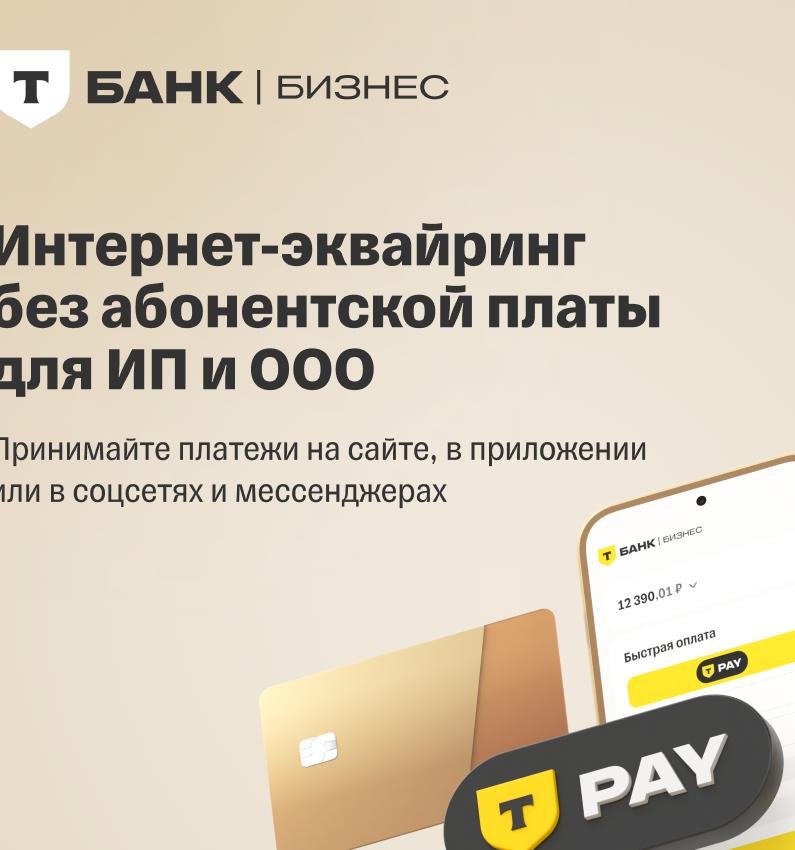 Т БАНК | БИЗНЕС
Интернет-эквайринг
без абонентской платы
для ИП и ООО
Принимайте платежи на сайте, в приложении
или в соцсетях и мессенджерах
Т БАНК | БИЗНЕС
12 390,01 ₽
Быстрая оплата
Т PAY
Т PAY